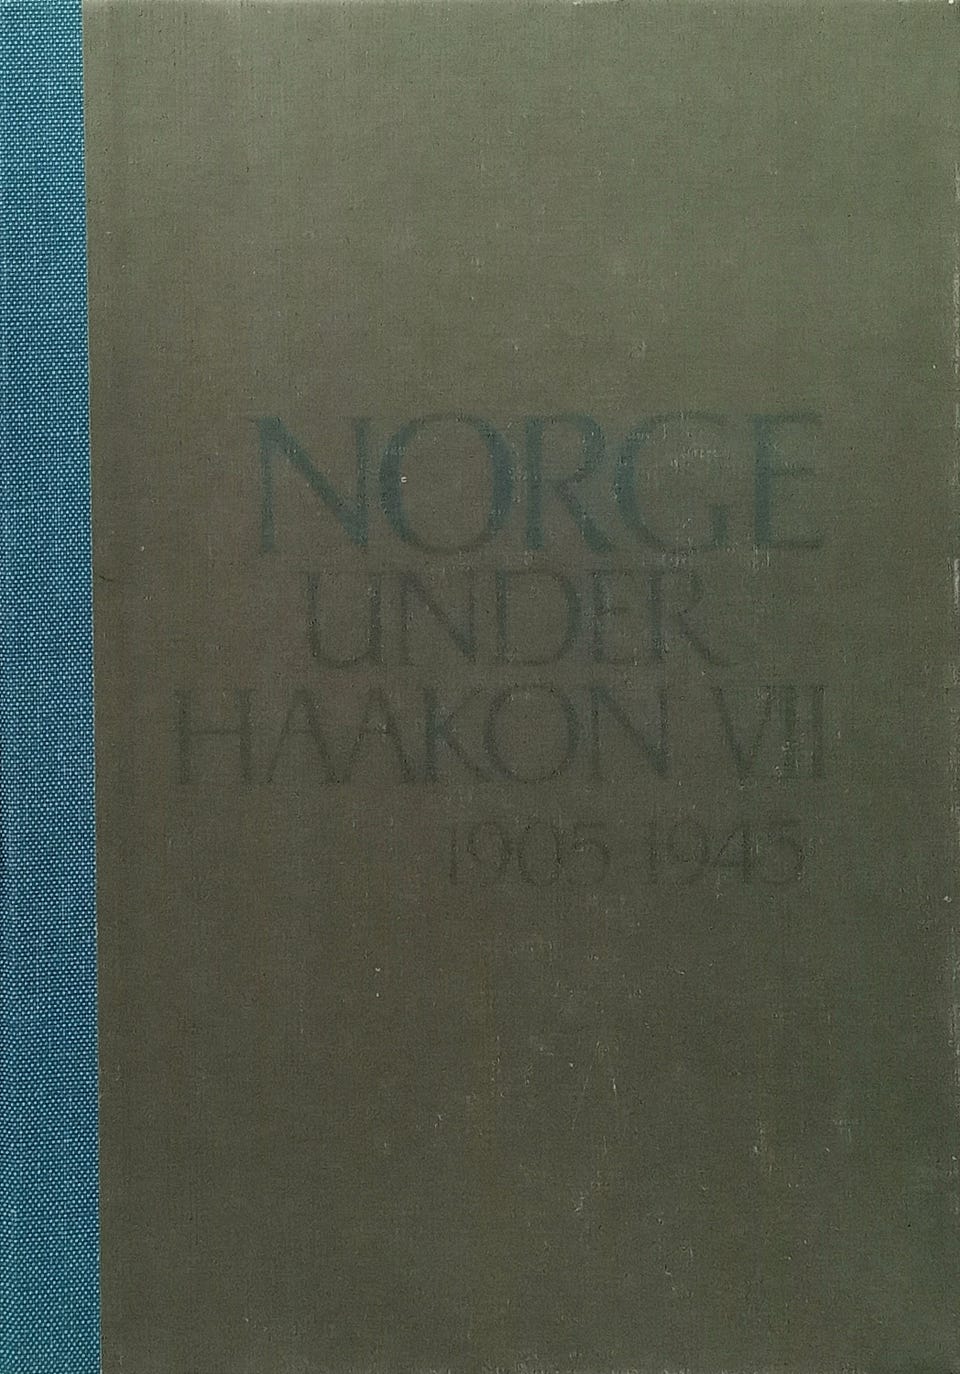 NORGE
UNDER
HAAKON VII
1905 1945